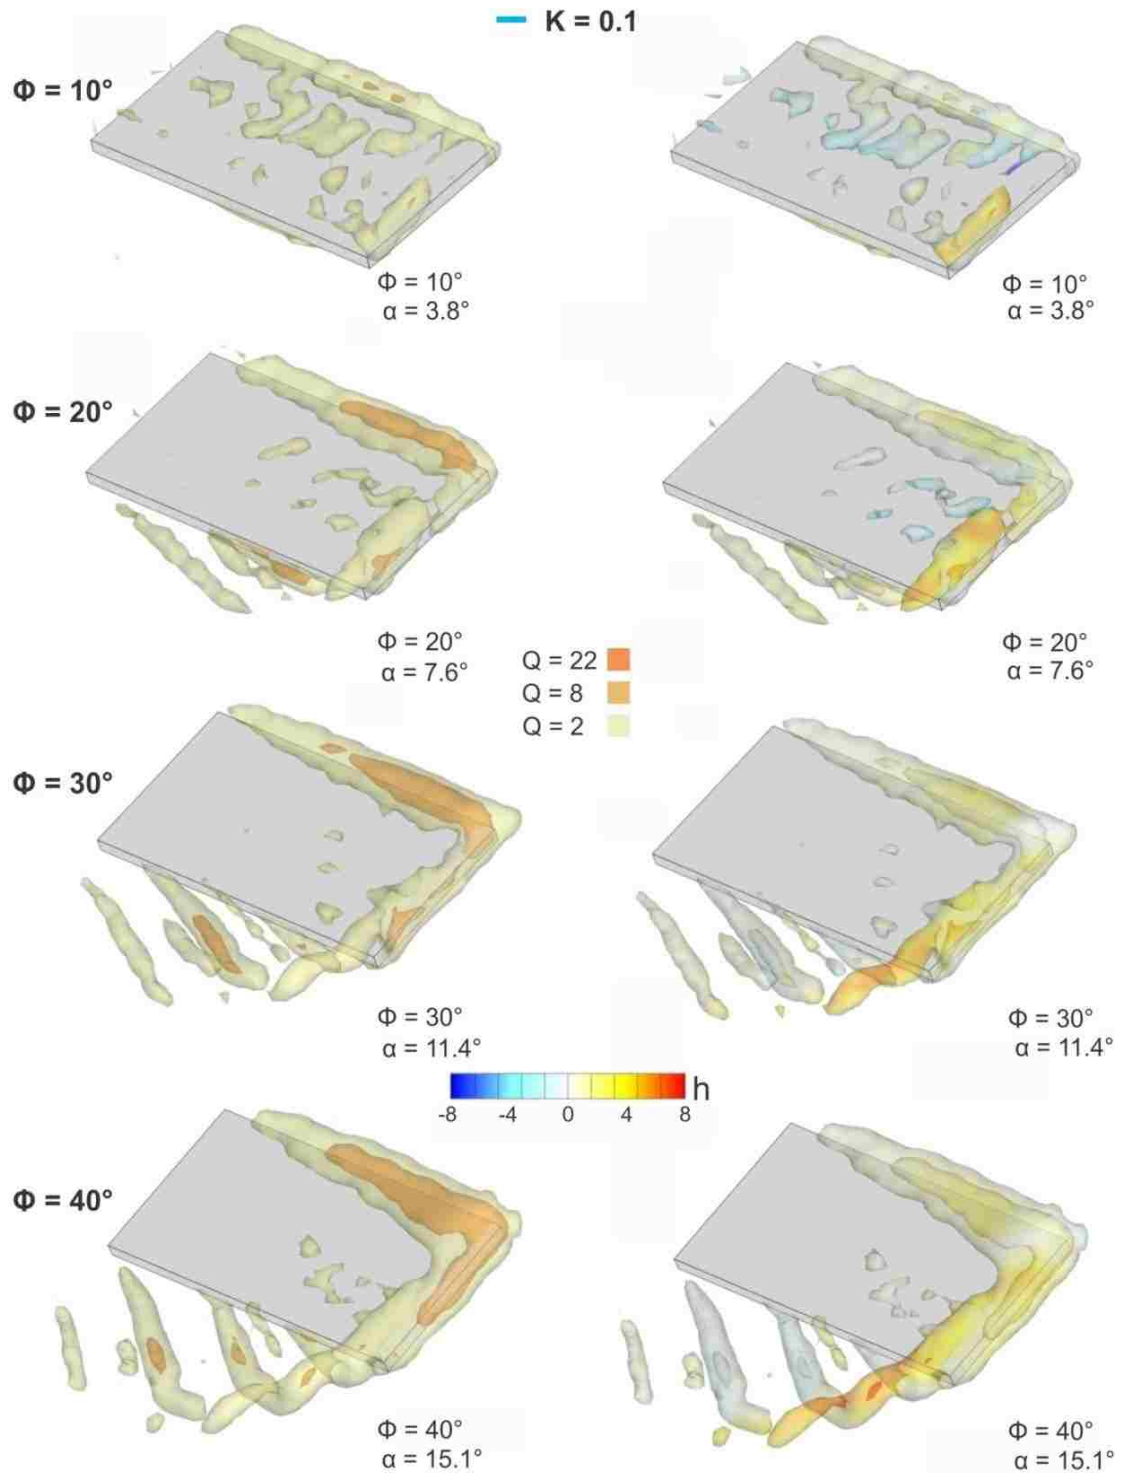 K = 0.1
Φ = 10°
Φ = 10°
α = 3.8°
Φ = 10°
α = 3.8°
Φ = 20°
Φ = 20°
α = 7.6°
Φ = 20°
α = 7.6°
Q = 22
Q = 8
Q = 2
Φ = 30°
Φ = 30°
α = 11.4°
Φ = 30°
α = 11.4°
h
-8 -4 0 4 8
Φ = 40°
Φ = 40°
α = 15.1°
Φ = 40°
α = 15.1°